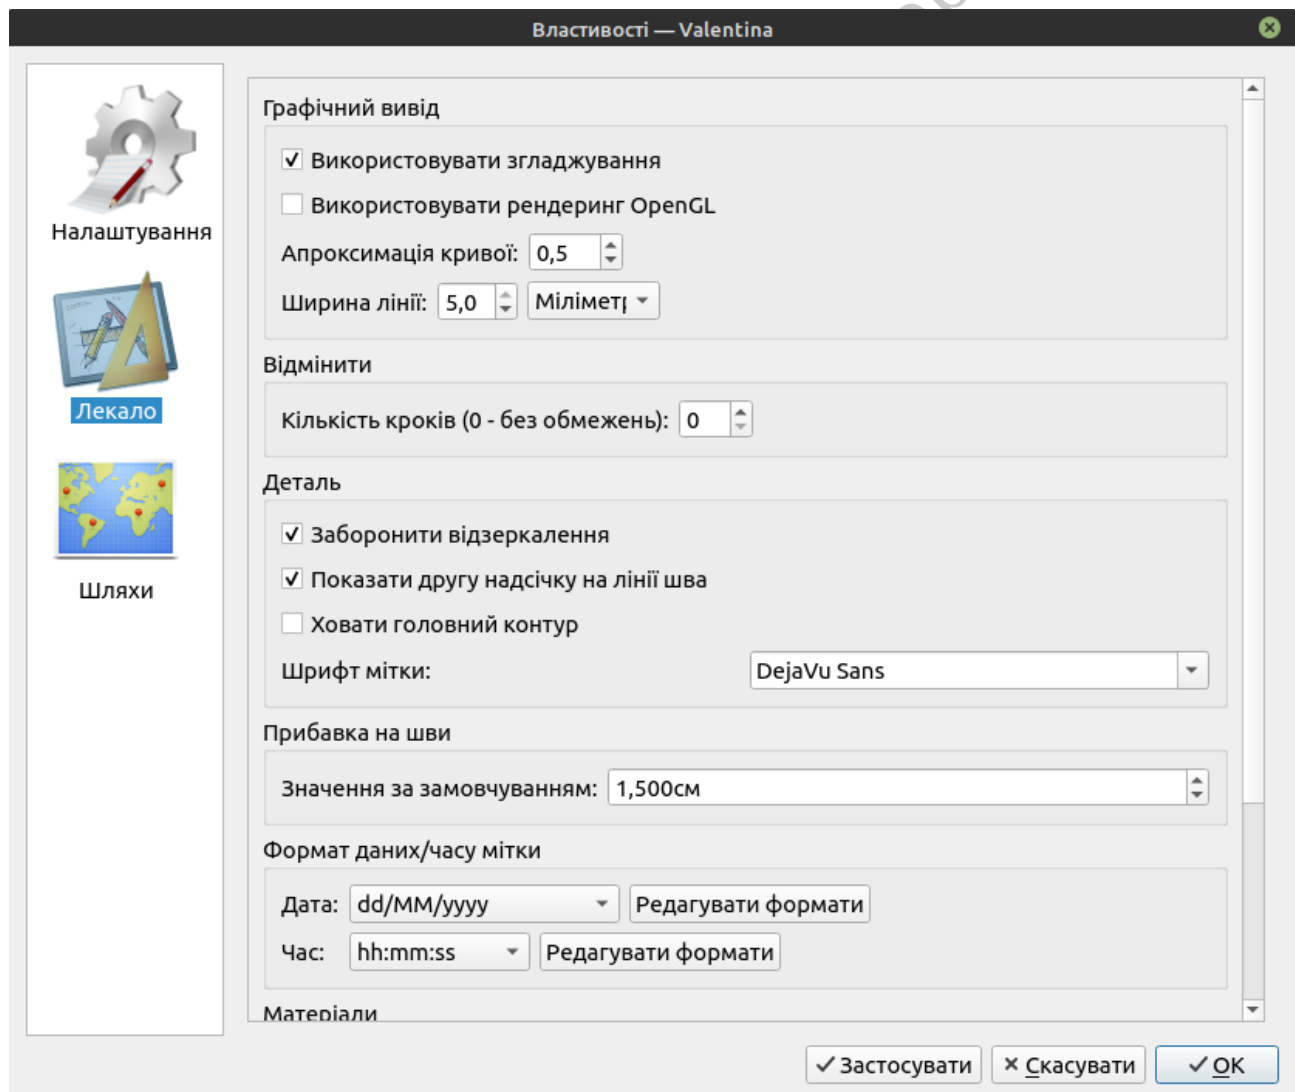 Властивості — Valentina
Налаштування
Лекало
Шляхи
Графічний вивід
Використовувати згладжування
Використовувати рендеринг OpenGL
Апроксимація кривої: 0,5
Ширина лінії: 5,0
Відмінити
Кількість кроків (0 - без обмежень): 0
Деталь
Заборонити відзеркалення
Показати другу надсічку на лінії шва
Ховати головний контур
Шрифт мітки: DejaVu Sans
Прибавка на шви
Значення за замовчуванням: 1,500см
Формат даних/часу мітки
Дата: dd/MM/yyyy Редагувати формати
Час: hh:mm:ss Редагувати формати
Матеріали
Застосувати Скасувати OK